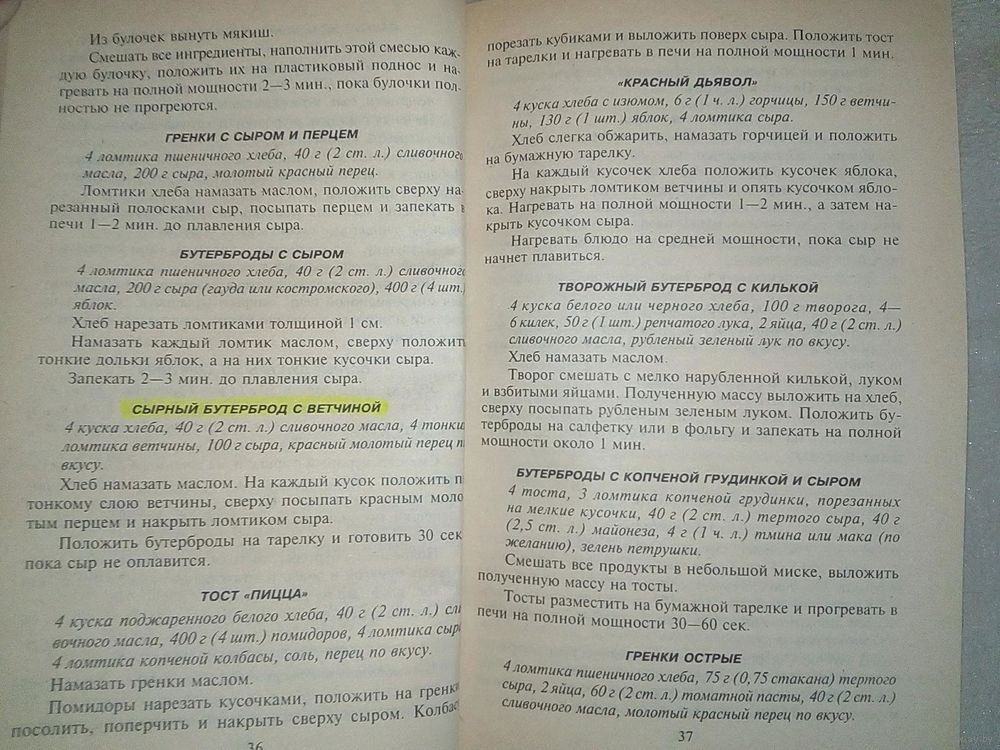 Из булочек вынуть мякиш.
Смешать все ингредиенты, наполнить этой смесью каж-
дую булочку, положить их на пластиковый поднос и на-
гревать на полной мощности 2—3 мин., пока булочки пол-
ностью не прогреются.
ГРЕНКИ С СЫРОМ И ПЕРЦЕМ
4 ломтика пшеничного хлеба, 40 г (2 ст. л.) сливочного
масла, 200 г сыра, молотый красный перец.
Ломтики хлеба намазать маслом, положить сверху на-
резанный полосками сыр, посыпать перцем и запекать в
печи 1—2 мин. до плавления сыра.
БУТЕРБРОДЫ С СЫРОМ
4 ломтика пшеничного хлеба, 40 г (2 ст. л.) сливочного
масла, 200 г сыра (гауда или костромского), 400 г (4 шт.)
яблок.
Хлеб нарезать ломтиками толщиной 1 см.
Намазать каждый ломтик маслом, сверху положить
тонкие дольки яблок, а на них тонкие кусочки сыра.
Запекать 2—3 мин. до плавления сыра.
СЫРНЫЙ БУТЕРБРОД С ВЕТЧИНОЙ
4 куска хлеба, 40 г (2 ст. л.) сливочного масла, 4 тонки
ломтика ветчины, 100 г сыра, красный молотый перец п
вкусу.
Хлеб намазать маслом. На каждый кусок положить п
тонкому слою ветчины, сверху посыпать красным моло
тым перцем и накрыть ломтиком сыра.
Положить бутерброды на тарелку и готовить 30 сек
пока сыр не оплавится.
ТОСТ «ПИЦЦА»
4 куска поджаренного белого хлеба, 40 г (2 ст. л.) сли
вочного масла, 400 г (4 шт.) помидоров, 4 ломтика сыр
4 ломтика копченой колбасы, соль, перец по вкусу.
Намазать гренки маслом.
Помидоры нарезать кусочками, положить на гренк
посолить, поперчить и накрыть сверху сыром. Колбас
36
порезать кубиками и выложить поверх сыра. Положить тост
на тарелки и нагревать в печи на полной мощности 1 мин.
«КРАСНЫЙ ДЬЯВОЛ»
4 куска хлеба с изюмом, 6 г (1 ч. л.) горчицы, 150 г ветчи-
ны, 130 г (1 шт.) яблок, 4 ломтика сыра.
Хлеб слегка обжарить, намазать горчицей и положить
на бумажную тарелку.
На каждый кусочек хлеба положить кусочек яблока,
сверху накрыть ломтиком ветчины и опять кусочком ябло-
ка. Нагревать на полной мощности 1—2 мин., а затем на-
крыть кусочком сыра.
Нагревать блюдо на средней мощности, пока сыр не
начнет плавиться.
ТВОРОЖНЫЙ БУТЕРБРОД С КИЛЬКОЙ
4 куска белого или черного хлеба, 100 г творога, 4—
6 килек, 50 г (1 шт.) репчатого лука, 2 яйца, 40 г (2 ст. л.)
сливочного масла, рубленый зеленый лук по вкусу.
Хлеб намазать маслом.
Творог смешать с мелко нарубленной килькой, луком
и взбитыми яйцами. Полученную массу выложить на хлеб,
сверху посыпать рубленым зеленым луком. Положить бу-
терброды на салфетку или в фольгу и запекать на полной
мощности около 1 мин.
БУТЕРБРОДЫ С КОПЧЕНОЙ ГРУДИНКОЙ И СЫРОМ
4 тоста, 3 ломтика копченой грудинки, порезанных
на мелкие кусочки, 40 г (2 ст. л.) тертого сыра, 40 г
(2,5 ст. л.) майонеза, 4 г (1 ч. л.) тмина или мака (по
желанию), зелень петрушки.
Смешать все продукты в небольшой миске, выложить
полученную массу на тосты.
Тосты разместить на бумажной тарелке и прогревать в
печи на полной мощности 30—60 сек.
ГРЕНКИ ОСТРЫЕ
4 ломтика пшеничного хлеба, 75 г (0,75 стакана) тертого
сыра, 2 яйца, 60 г (2 ст. л.) томатной пасты, 40 г (2 ст. л.)
сливочного масла, молотый красный перец по вкусу.
37